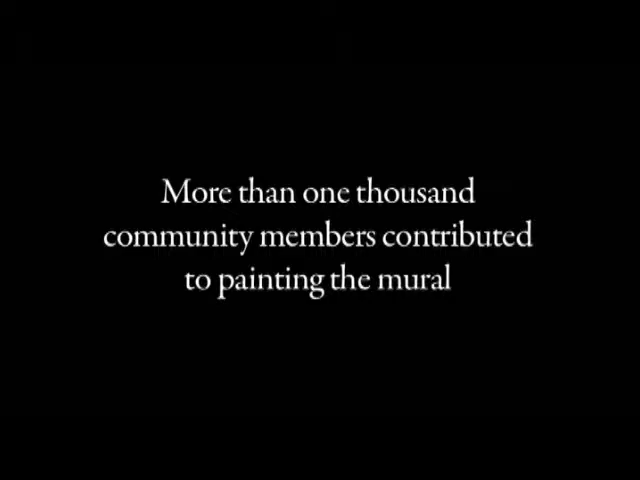 More than one thousand
community members contributed
to painting the mural